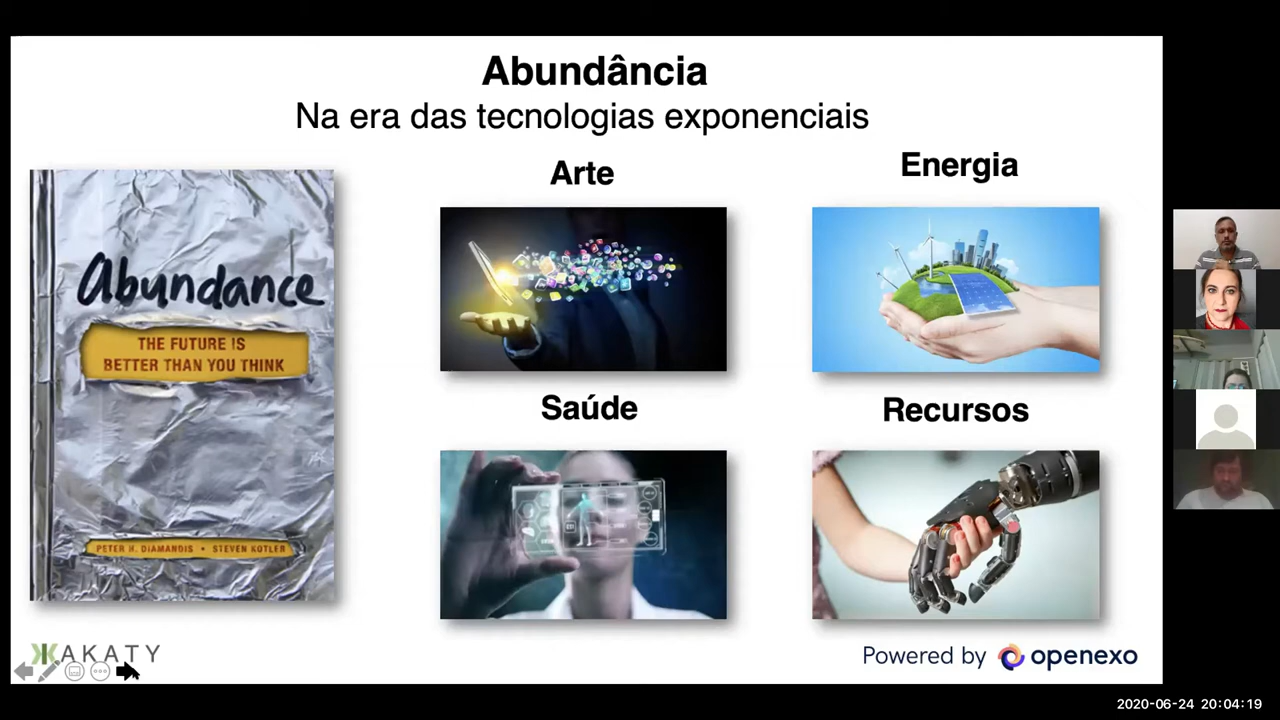 Abundância
Na era das tecnologias exponenciais
Abundance
THE FUTURE IS
BETTER THAN YOU THINK
PETER H. DIAMANDIS • STEVEN KOTLER
Arte
Energia
Saúde
Recursos
KAKATY
Powered by openexo
2020-06-24 20:04:19